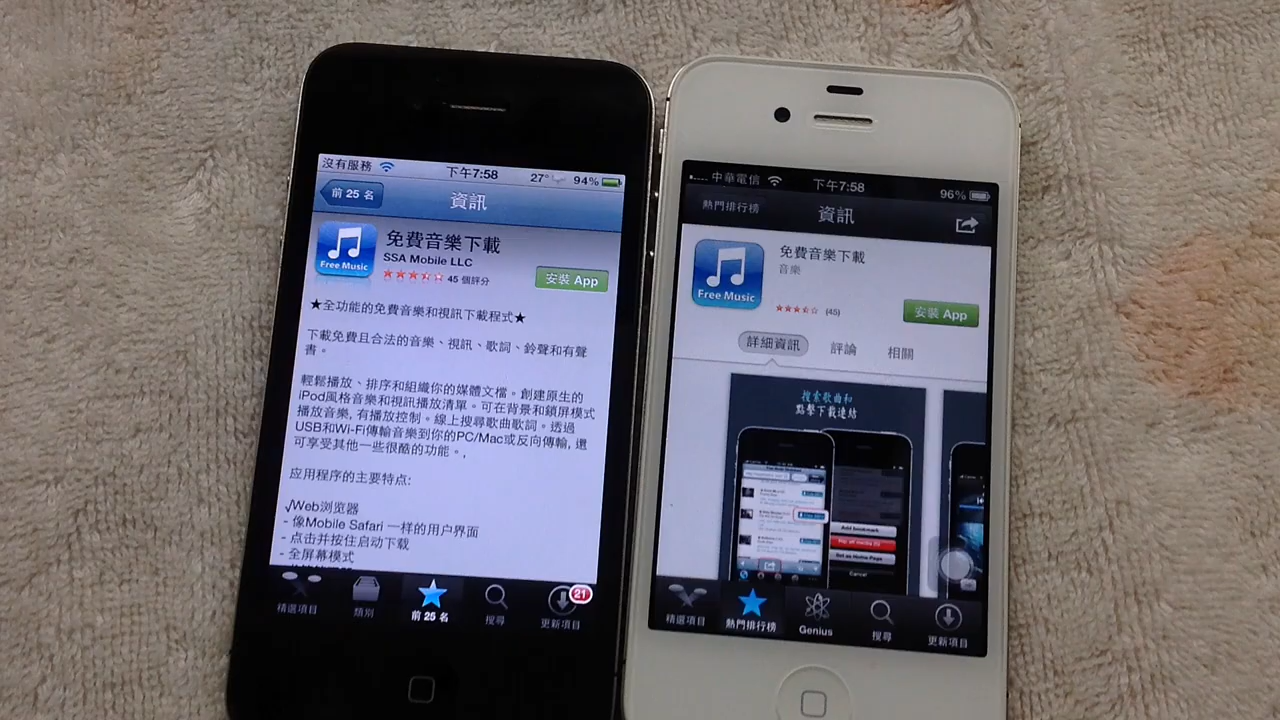 沒有服務 下午7:58 27° 94%
前 25 名 資訊
免費音樂下載
SSA Mobile LLC
45 個評分
安裝 App
Free Music
★全功能的免費音樂和視訊下載程式★
下載免費且合法的音樂、視訊、歌詞、鈴聲和有聲
書。
輕鬆播放、排序和組織你的媒體文檔。創建原生的
iPod風格音樂和視訊播放清單。可在背景和鎖屏模式
播放音樂, 有播放控制。線上搜尋歌曲歌詞。透過
USB和Wi-Fi傳輸音樂到你的PC/Mac或反向傳輸, 還
可享受其他一些很酷的功能。,
应用程序的主要特点:
√Web浏览器
- 像Mobile Safari 一样的用户界面
- 点击并按住启动下载
- 全屏幕模式
精選項目 類別 前 25 名 搜尋 更新項目
21
中華電信 下午7:58 96%
熱門排行榜 資訊
免費音樂下載
音樂
Free Music
(45)
安裝 App
詳細資訊 評論 相關
搜索歌曲和
點擊下載連結
Add bookmark
Set as Home Page
Cancel
精選項目 熱門排行榜 Genius 搜尋 更新項目